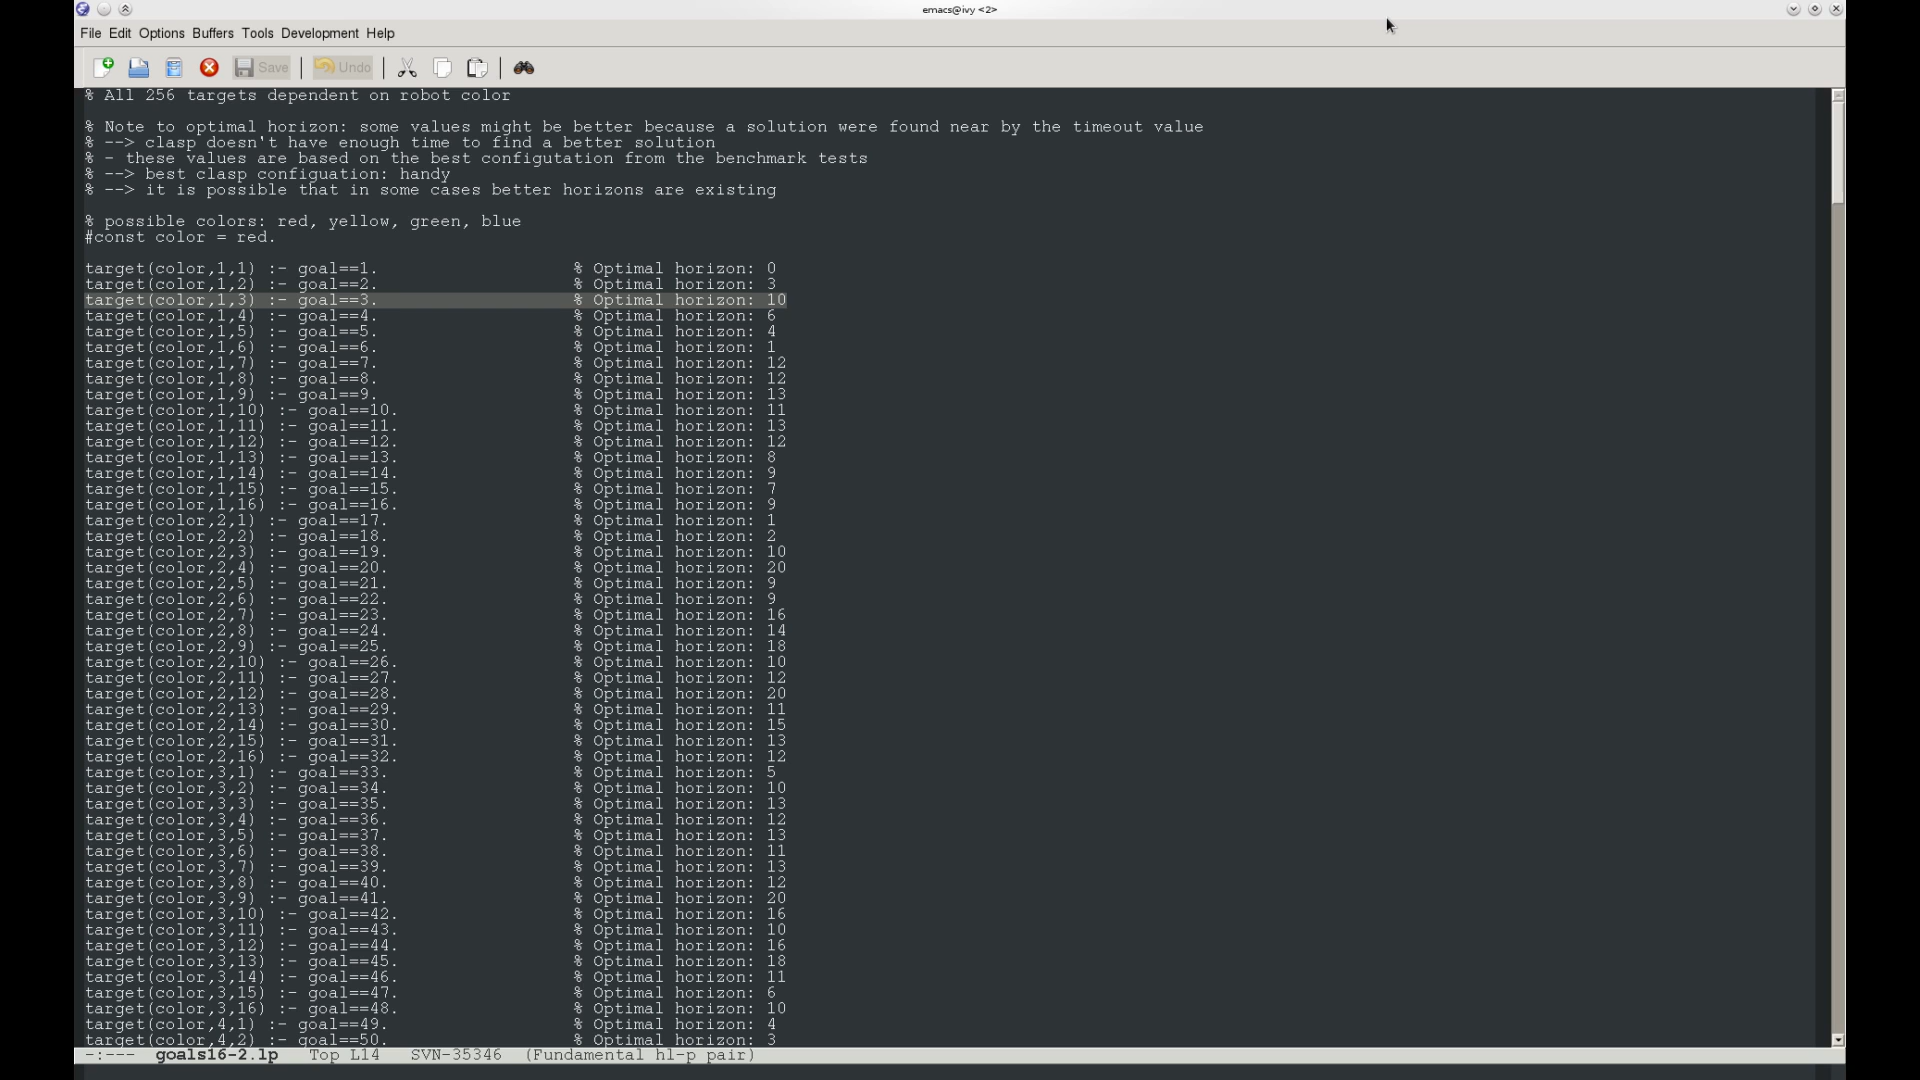 emacs@ivy <2>
File Edit Options Buffers Tools Development Help
Save Undo
% All 256 targets dependent on robot color
% Note to optimal horizon: some values might be better because a solution were found near by the timeout value
% --> clasp doesn't have enough time to find a better solution
% - these values are based on the best configutation from the benchmark tests
% --> best clasp configuation: handy
% --> it is possible that in some cases better horizons are existing
% possible colors: red, yellow, green, blue
#const color = red.
target(color,1,1) :- goal==1. % Optimal horizon: 0
target(color,1,2) :- goal==2. % Optimal horizon: 3
target(color,1,3) :- goal==3. % Optimal horizon: 10
target(color,1,4) :- goal==4. % Optimal horizon: 6
target(color,1,5) :- goal==5. % Optimal horizon: 4
target(color,1,6) :- goal==6. % Optimal horizon: 1
target(color,1,7) :- goal==7. % Optimal horizon: 12
target(color,1,8) :- goal==8. % Optimal horizon: 12
target(color,1,9) :- goal==9. % Optimal horizon: 13
target(color,1,10) :- goal==10. % Optimal horizon: 11
target(color,1,11) :- goal==11. % Optimal horizon: 13
target(color,1,12) :- goal==12. % Optimal horizon: 12
target(color,1,13) :- goal==13. % Optimal horizon: 8
target(color,1,14) :- goal==14. % Optimal horizon: 9
target(color,1,15) :- goal==15. % Optimal horizon: 7
target(color,1,16) :- goal==16. % Optimal horizon: 9
target(color,2,1) :- goal==17. % Optimal horizon: 1
target(color,2,2) :- goal==18. % Optimal horizon: 2
target(color,2,3) :- goal==19. % Optimal horizon: 10
target(color,2,4) :- goal==20. % Optimal horizon: 20
target(color,2,5) :- goal==21. % Optimal horizon: 9
target(color,2,6) :- goal==22. % Optimal horizon: 9
target(color,2,7) :- goal==23. % Optimal horizon: 16
target(color,2,8) :- goal==24. % Optimal horizon: 14
target(color,2,9) :- goal==25. % Optimal horizon: 18
target(color,2,10) :- goal==26. % Optimal horizon: 10
target(color,2,11) :- goal==27. % Optimal horizon: 12
target(color,2,12) :- goal==28. % Optimal horizon: 20
target(color,2,13) :- goal==29. % Optimal horizon: 11
target(color,2,14) :- goal==30. % Optimal horizon: 15
target(color,2,15) :- goal==31. % Optimal horizon: 13
target(color,2,16) :- goal==32. % Optimal horizon: 12
target(color,3,1) :- goal==33. % Optimal horizon: 5
target(color,3,2) :- goal==34. % Optimal horizon: 10
target(color,3,3) :- goal==35. % Optimal horizon: 13
target(color,3,4) :- goal==36. % Optimal horizon: 12
target(color,3,5) :- goal==37. % Optimal horizon: 13
target(color,3,6) :- goal==38. % Optimal horizon: 11
target(color,3,7) :- goal==39. % Optimal horizon: 13
target(color,3,8) :- goal==40. % Optimal horizon: 12
target(color,3,9) :- goal==41. % Optimal horizon: 20
target(color,3,10) :- goal==42. % Optimal horizon: 16
target(color,3,11) :- goal==43. % Optimal horizon: 10
target(color,3,12) :- goal==44. % Optimal horizon: 16
target(color,3,13) :- goal==45. % Optimal horizon: 18
target(color,3,14) :- goal==46. % Optimal horizon: 11
target(color,3,15) :- goal==47. % Optimal horizon: 6
target(color,3,16) :- goal==48. % Optimal horizon: 10
target(color,4,1) :- goal==49. % Optimal horizon: 4
target(color,4,2) :- goal==50. % Optimal horizon: 3
-:--- goals16-2.lp Top L14 SVN-35346 (Fundamental hl-p pair)